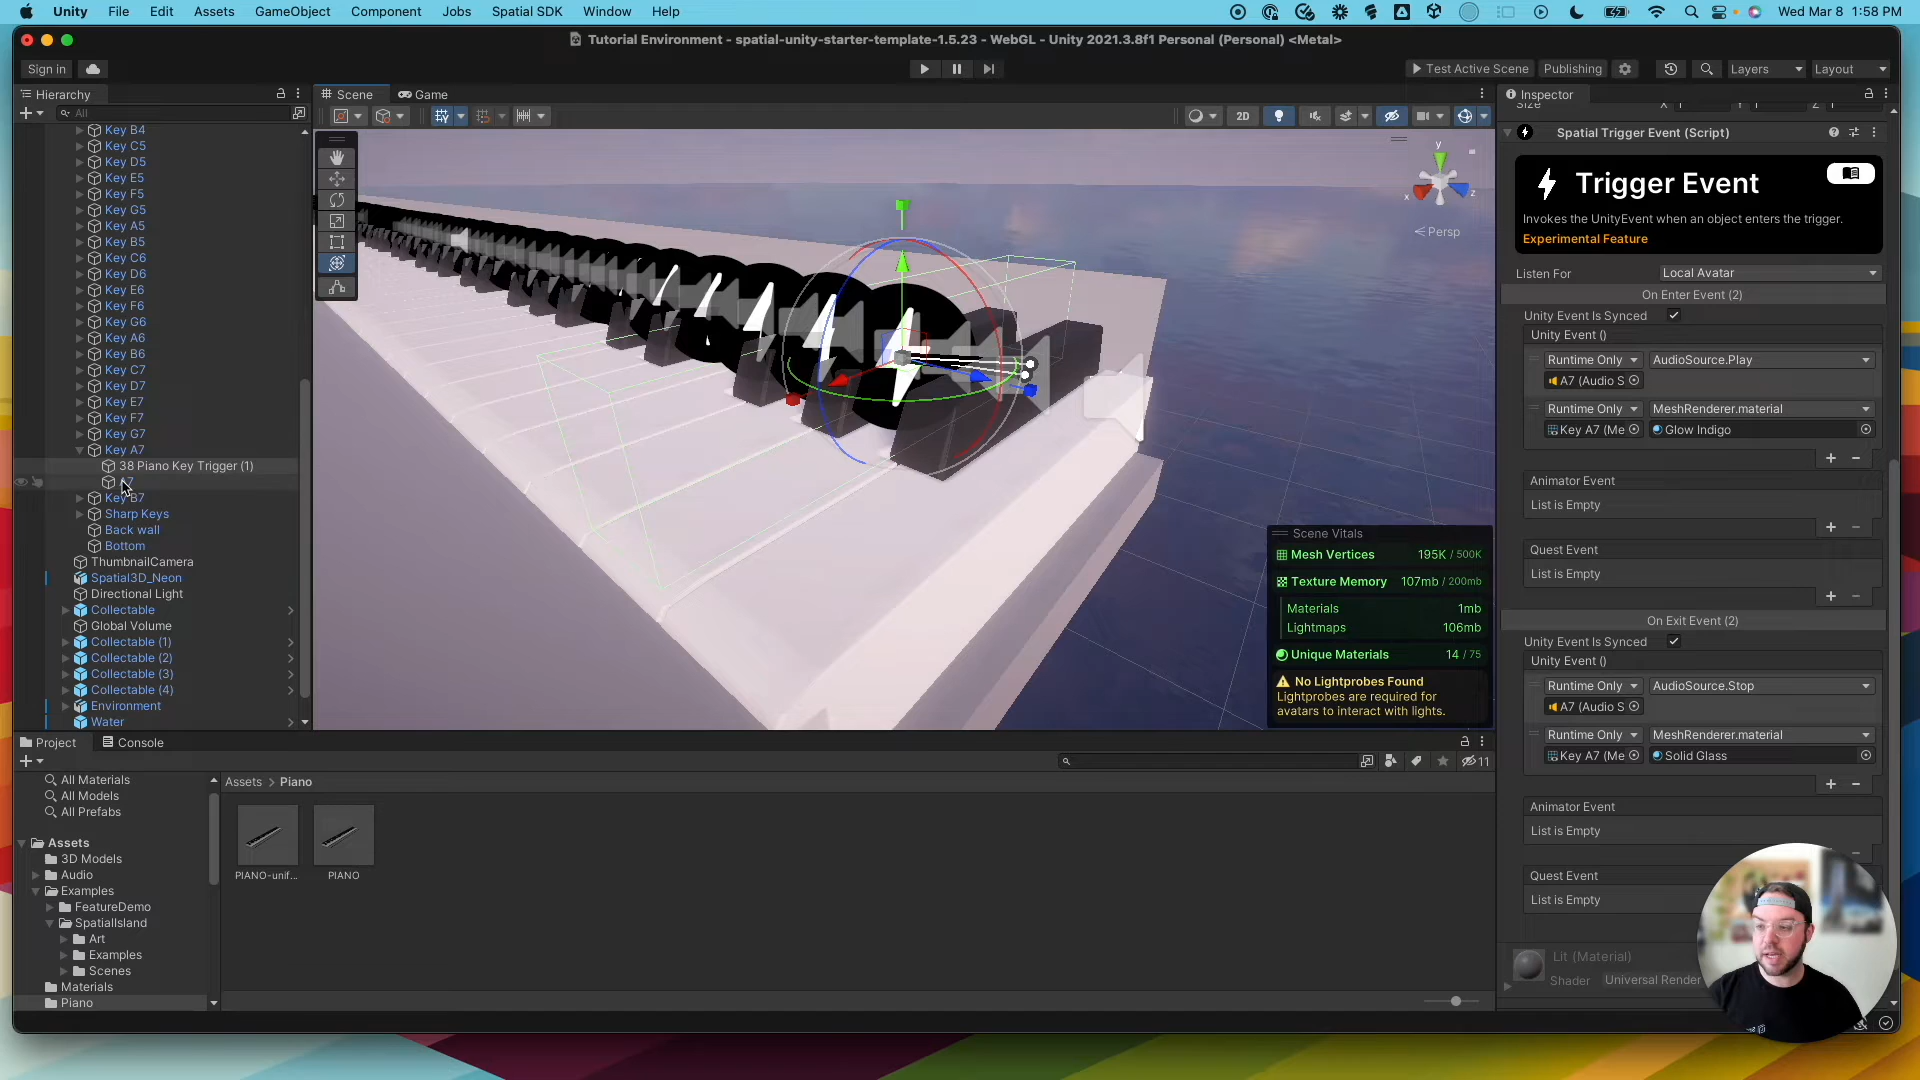 Unity File Edit Assets GameObject Component Jobs Spatial SDK Window Help Wed Mar 8 1:58 PM
Tutorial Environment - spatial-unity-starter-template-1.5.23 - WebGL - Unity 2021.3.8f1 Personal (Personal) <Metal>
Sign in Test Active Scene Publishing Layers Layout
Hierarchy
All
Key B4
Key C5
Key D5
Key E5
Key F5
Key G5
Key A5
Key B5
Key C6
Key D6
Key E6
Key F6
Key G6
Key A6
Key B6
Key C7
Key D7
Key E7
Key F7
Key G7
Key A7
38 Piano Key Trigger (1)
Key B7
Sharp Keys
Back wall
Bottom
ThumbnailCamera
Spatial3D_Neon
Directional Light
Collectable
Global Volume
Collectable (1)
Collectable (2)
Collectable (3)
Collectable (4)
Environment
Water
Scene Game
2D
y
x
z
Persp
Scene Vitals
Mesh Vertices 195K / 500K
Texture Memory 107mb / 200mb
Materials 1mb
Lightmaps 106mb
Unique Materials 14 / 75
No Lightprobes Found
Lightprobes are required for
avatars to interact with lights.
Inspector
Size X 1 Y 1 Z 1
Spatial Trigger Event (Script)
Trigger Event
Invokes the UnityEvent when an object enters the trigger.
Experimental Feature
Listen For Local Avatar
On Enter Event (2)
Unity Event Is Synced
Unity Event ()
Runtime Only AudioSource.Play
A7 (Audio S
Runtime Only MeshRenderer.material
Key A7 (Me Glow Indigo
Animator Event
List is Empty
Quest Event
List is Empty
On Exit Event (2)
Unity Event Is Synced
Unity Event ()
Runtime Only AudioSource.Stop
A7 (Audio S
Runtime Only MeshRenderer.material
Key A7 (Me Solid Glass
Animator Event
List is Empty
Quest Event
List is Empty
Lit (Material)
Shader Universal Render
Project Console
11
All Materials
All Models
All Prefabs
Assets
3D Models
Audio
Examples
FeatureDemo
SpatialIsland
Art
Examples
Scenes
Materials
Piano
Assets > Piano
PIANO-unif... PIANO